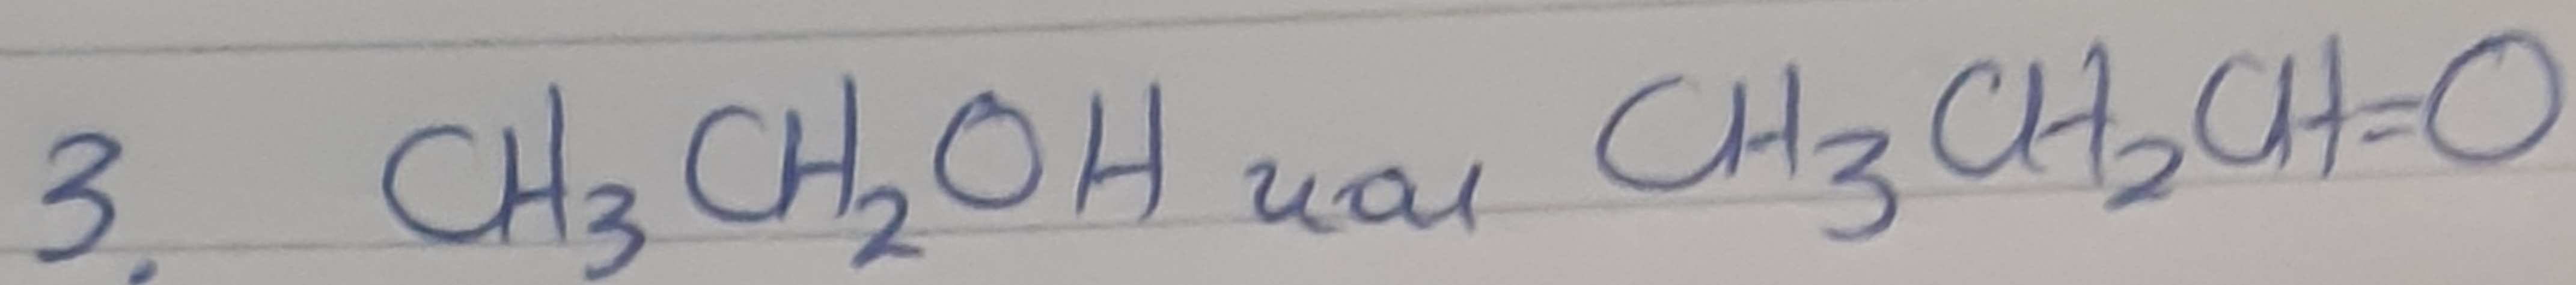 3. CH₃CH₂OH και CH₃CH₂CH=O